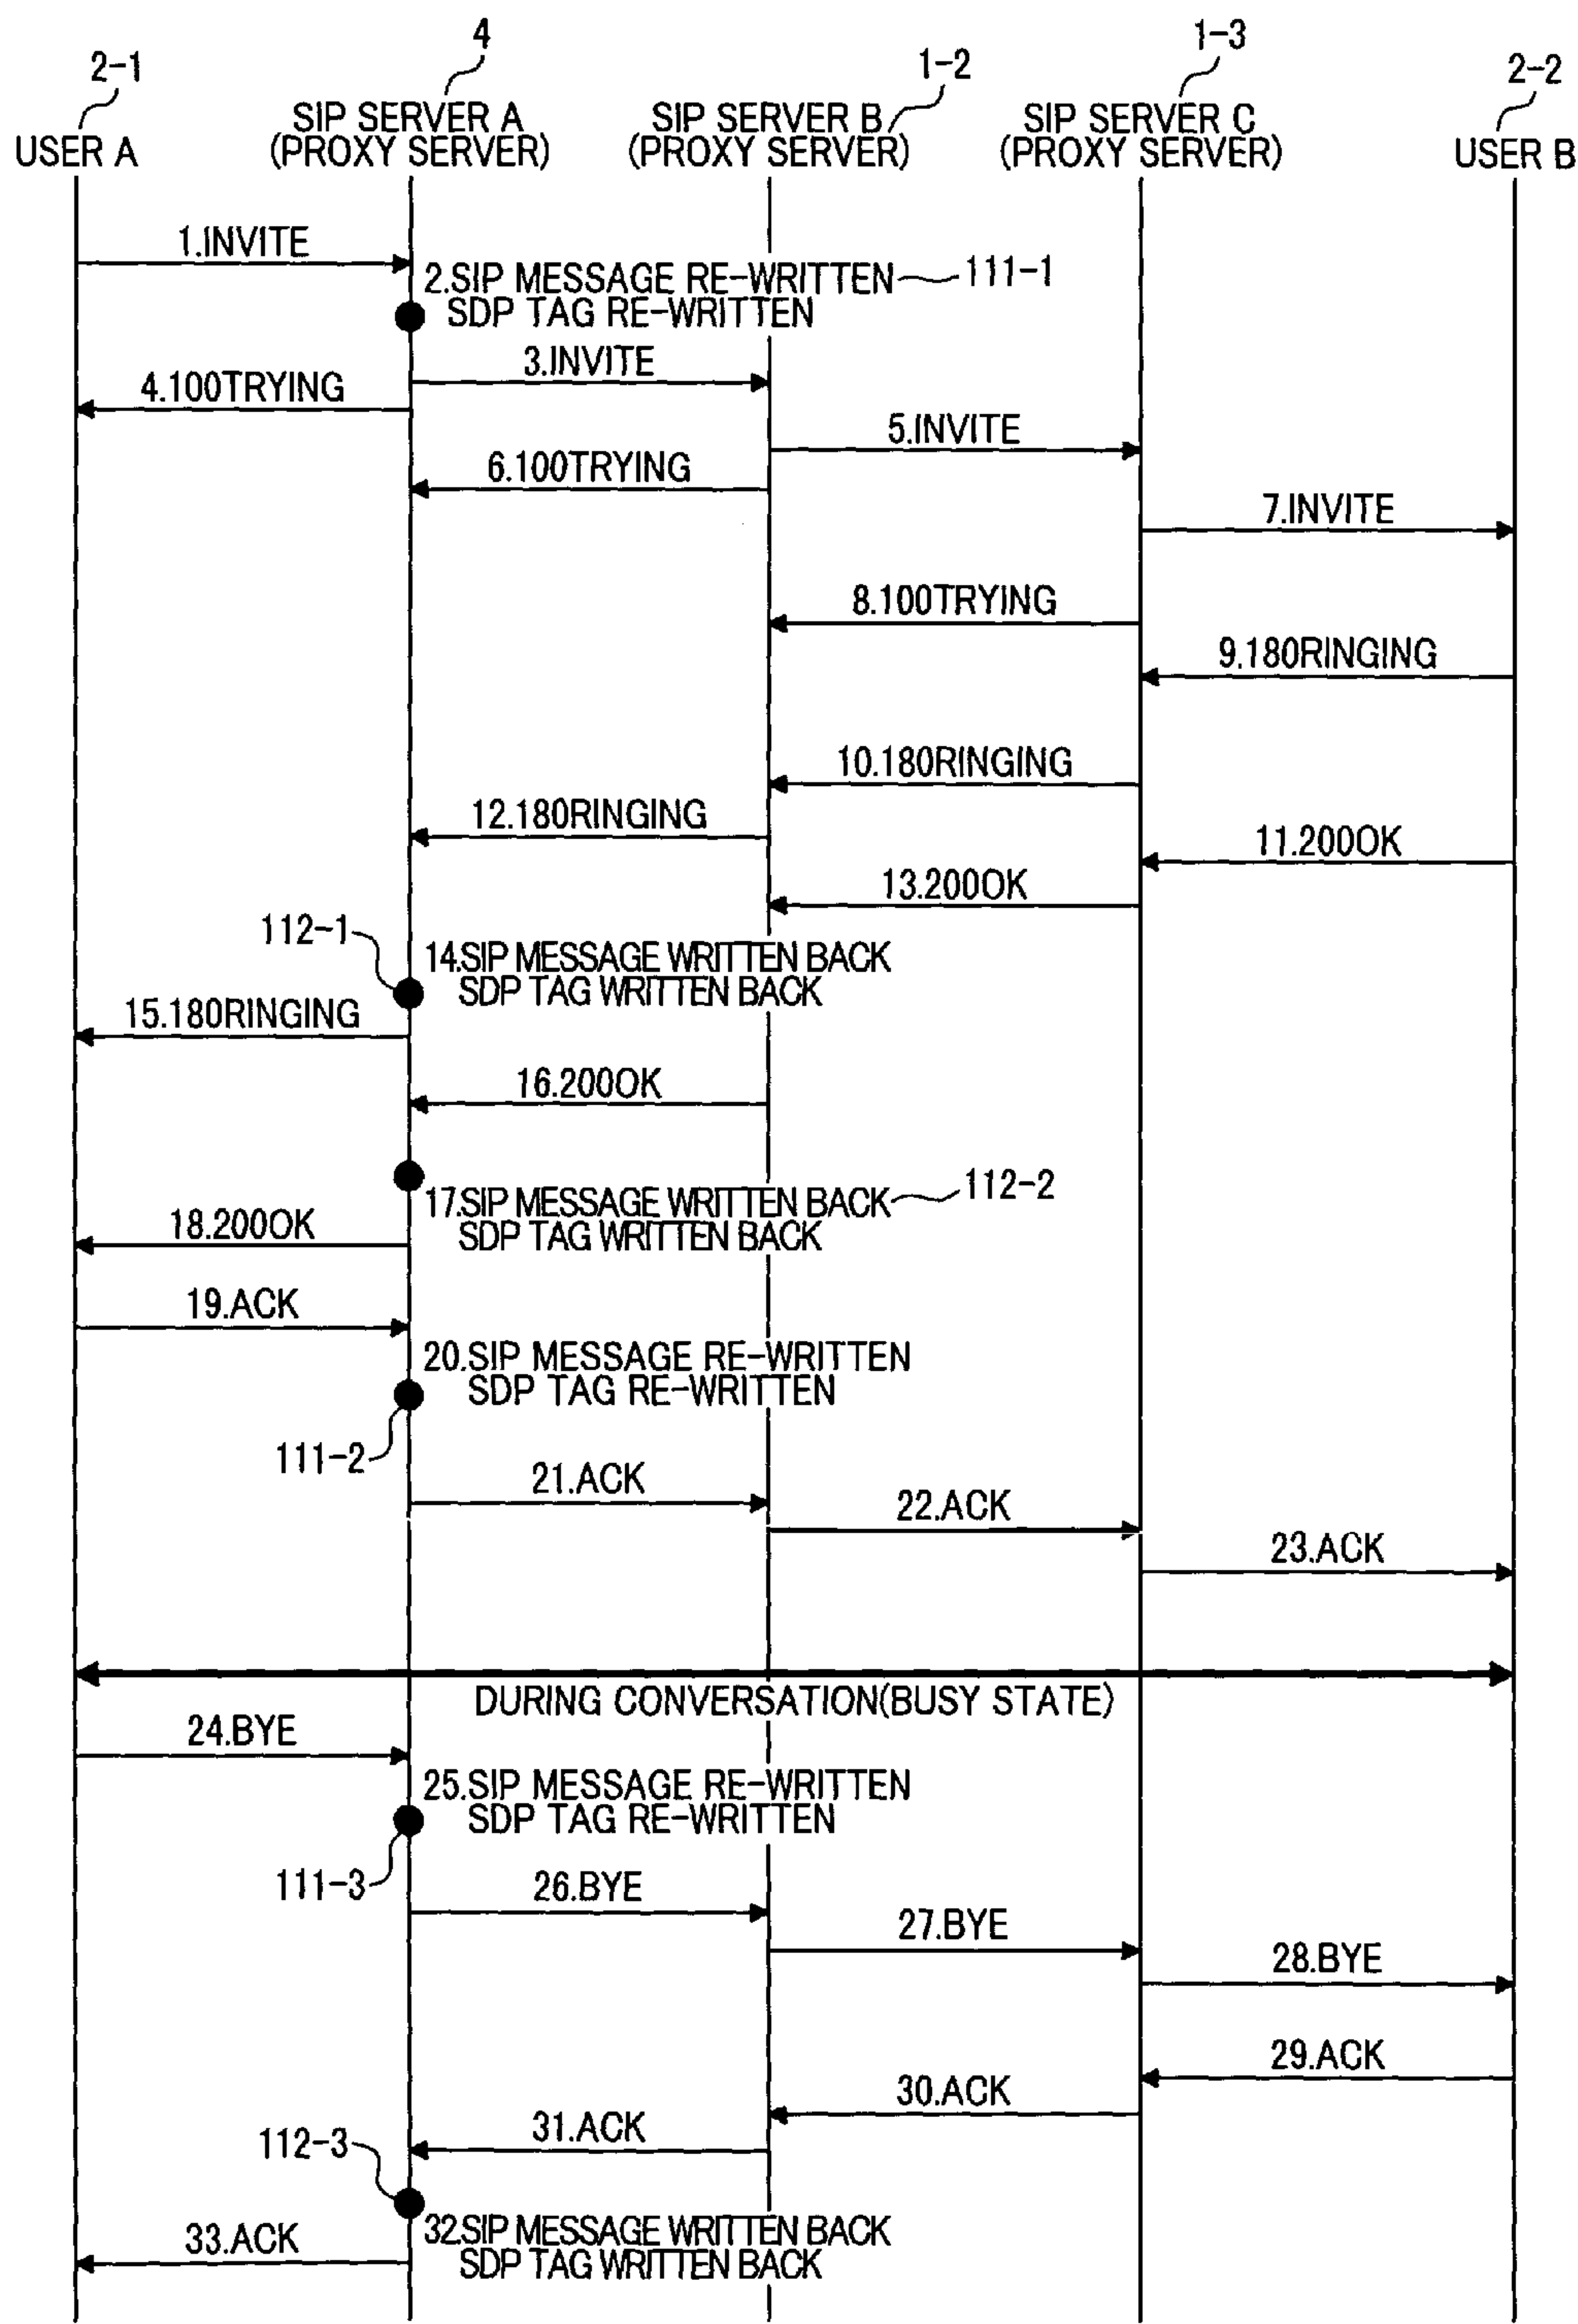 4
1-3
2-1
1-2
2-2
SIP SERVER A
SIP SERVER B
SIP SERVER C
USER A
(PROXY SERVER)
(PROXY SERVER)
(PROXY SERVER)
USER B
1.INVITE
2.SIP MESSAGE RE-WRITTEN
111-1
SDP TAG RE-WRITTEN
3.INVITE
4.100TRYING
5.INVITE
6.100TRYING
7.INVITE
8.100TRYING
9.180RINGING
10.180RINGING
12.180RINGING
11.200OK
13.200OK
112-1
14.SIP MESSAGE WRITTEN BACK
SDP TAG WRITTEN BACK
15.180RINGING
16.200OK
112-2
17.SIP MESSAGE WRITTEN BACK
SDP TAG WRITTEN BACK
18.200OK
19.ACK
20.SIP MESSAGE RE-WRITTEN
SDP TAG RE-WRITTEN
111-2
21.ACK
22.ACK
23.ACK
DURING CONVERSATION(BUSY STATE)
24.BYE
25.SIP MESSAGE RE-WRITTEN
SDP TAG RE-WRITTEN
111-3
26.BYE
27.BYE
28.BYE
29.ACK
30.ACK
31.ACK
112-3
32.SIP MESSAGE WRITTEN BACK
33.ACK
SDP TAG WRITTEN BACK